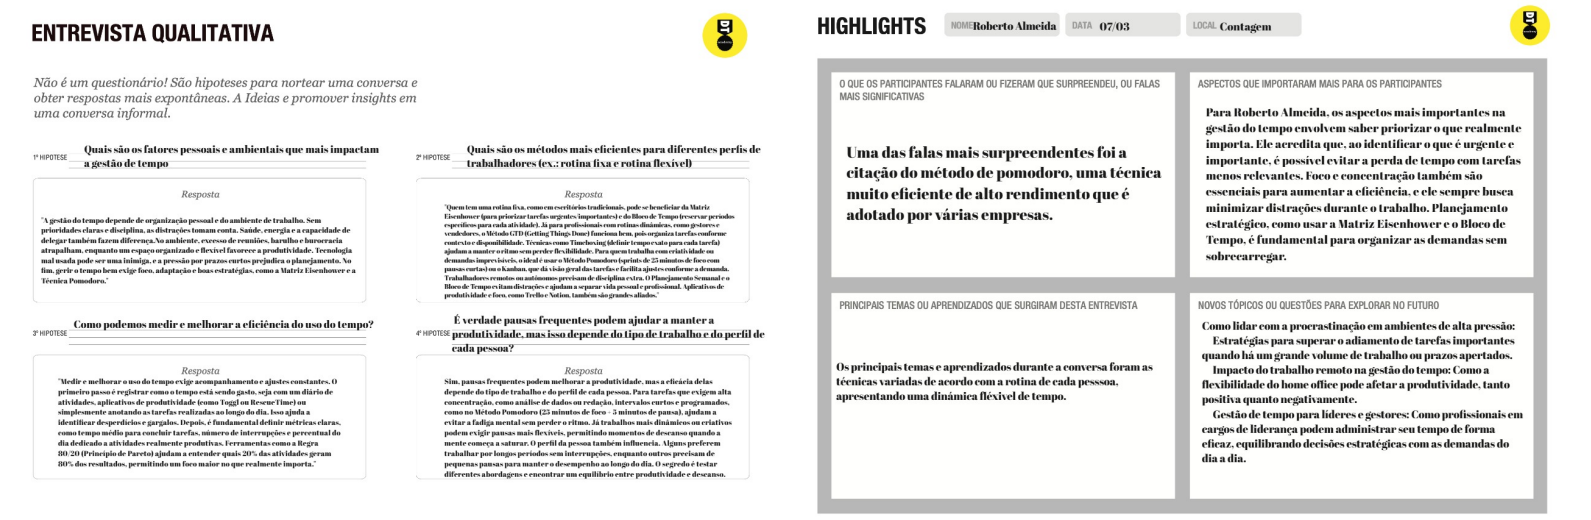 ENTREVISTA QUALITATIVA
Não é um questionário! São hipoteses para nortear uma conversa e
obter respostas mais expontâneas. A Ideias e promover insights em
uma conversa informal.
1ª HIPOTESE
Quais são os fatores pessoais e ambientais que mais impactam
a gestão de tempo
Resposta
"A gestão do tempo depende de organização pessoal e do ambiente de trabalho. Sem
prioridades claras e disciplina, as distrações tomam conta. Saúde, energia e a capacidade de
delegar também fazem diferença.No ambiente, excesso de reuniões, barulho e burocracia
atrapalham, enquanto um espaço organizado e flexível favorece a produtividade. Tecnologia
mal usada pode ser uma inimiga, e a pressão por prazos curtos prejudica o planejamento. No
fim, gerir o tempo bem exige foco, adaptação e boas estratégias, como a Matriz Eisenhower e a
Técnica Pomodoro."
2ª HIPOTESE
Quais são os métodos mais eficientes para diferentes perfis de
trabalhadores (ex.: rotina fixa e rotina flexível)
Resposta
"Quem tem uma rotina fixa, como em escritórios tradicionais, pode se beneficiar da Matriz
Eisenhower (para priorizar tarefas urgentes/importantes) e do Bloco de Tempo (reservar períodos
específicos para cada atividade). Já para profissionais com rotinas dinâmicas, como gestores e
vendedores, o Método GTD (Getting Things Done) funciona bem, pois organiza tarefas conforme
contexto e disponibilidade. Técnicas como Timeboxing (definir tempo exato para cada tarefa)
ajudam a manter o ritmo sem perder flexibilidade. Para quem trabalha com criatividade ou
demandas imprevisíveis, o ideal é usar o Método Pomodoro (sprints de 25 minutos de foco com
pausas curtas) ou o Kanban, que dá visão geral das tarefas e facilita ajustes conforme a demanda.
Trabalhadores remotos ou autônomos precisam de disciplina extra. O Planejamento Semanal e o
Bloco de Tempo evitam distrações e ajudam a separar vida pessoal e profissional. Aplicativos de
produtividade e foco, como Trello e Notion, também são grandes aliados."
3ª HIPOTESE
Como podemos medir e melhorar a eficiência do uso do tempo?
Resposta
"Medir e melhorar o uso do tempo exige acompanhamento e ajustes constantes. O
primeiro passo é registrar como o tempo está sendo gasto, seja com um diário de
atividades, aplicativos de produtividade (como Toggl ou RescueTime) ou
simplesmente anotando as tarefas realizadas ao longo do dia. Isso ajuda a
identificar desperdícios e gargalos. Depois, é fundamental definir métricas claras,
como tempo médio para concluir tarefas, número de interrupções e percentual do
dia dedicado a atividades realmente produtivas. Ferramentas como a Regra
80/20 (Princípio de Pareto) ajudam a entender quais 20% das atividades geram
80% dos resultados, permitindo um foco maior no que realmente importa."
4ª HIPOTESE
É verdade pausas frequentes podem ajudar a manter a
produtividade, mas isso depende do tipo de trabalho e do perfil de
cada pessoa?
Resposta
Sim, pausas frequentes podem melhorar a produtividade, mas a eficácia delas
depende do tipo de trabalho e do perfil de cada pessoa. Para tarefas que exigem alta
concentração, como análise de dados ou redação, intervalos curtos e programados,
como no Método Pomodoro (25 minutos de foco - 5 minutos de pausa), ajudam a
evitar a fadiga mental sem perder o ritmo. Já trabalhos mais dinâmicos ou criativos
podem exigir pausas mais flexíveis, permitindo momentos de descanso quando a
mente começa a saturar. O perfil da pessoa também influencia. Alguns preferem
trabalhar por longos períodos sem interrupções, enquanto outros precisam de
pequenas pausas para manter o desempenho ao longo do dia. O segredo é testar
diferentes abordagens e encontrar um equilíbrio entre produtividade e descanso.
HIGHLIGHTS
NOME Roberto Almeida
DATA 07/03
LOCAL Contagem
O QUE OS PARTICIPANTES FALARAM OU FIZERAM QUE SURPREENDEU, OU FALAS
MAIS SIGNIFICATIVAS
Uma das falas mais surpreendentes foi a
citação do método de pomodoro, uma técnica
muito eficiente de alto rendimento que é
adotado por várias empresas.
ASPECTOS QUE IMPORTARAM MAIS PARA OS PARTICIPANTES
Para Roberto Almeida, os aspectos mais importantes na
gestão do tempo envolvem saber priorizar o que realmente
importa. Ele acredita que, ao identificar o que é urgente e
importante, é possível evitar a perda de tempo com tarefas
menos relevantes. Foco e concentração também são
essenciais para aumentar a eficiência, e ele sempre busca
minimizar distrações durante o trabalho. Planejamento
estratégico, como usar a Matriz Eisenhower e o Bloco de
Tempo, é fundamental para organizar as demandas sem
sobrecarregar.
PRINCIPAIS TEMAS OU APRENDIZADOS QUE SURGIRAM DESTA ENTREVISTA
Os principais temas e aprendizados durante a conversa foram as
técnicas variadas de acordo com a rotina de cada pesssoa,
apresentando uma dinâmica fléxivel de tempo.
NOVOS TÓPICOS OU QUESTÕES PARA EXPLORAR NO FUTURO
Como lidar com a procrastinação em ambientes de alta pressão:
Estratégias para superar o adiamento de tarefas importantes
quando há um grande volume de trabalho ou prazos apertados.
Impacto do trabalho remoto na gestão do tempo: Como a
flexibilidade do home office pode afetar a produtividade, tanto
positiva quanto negativamente.
Gestão de tempo para líderes e gestores: Como profissionais em
cargos de liderança podem administrar seu tempo de forma
eficaz, equilibrando decisões estratégicas com as demandas do
dia a dia.